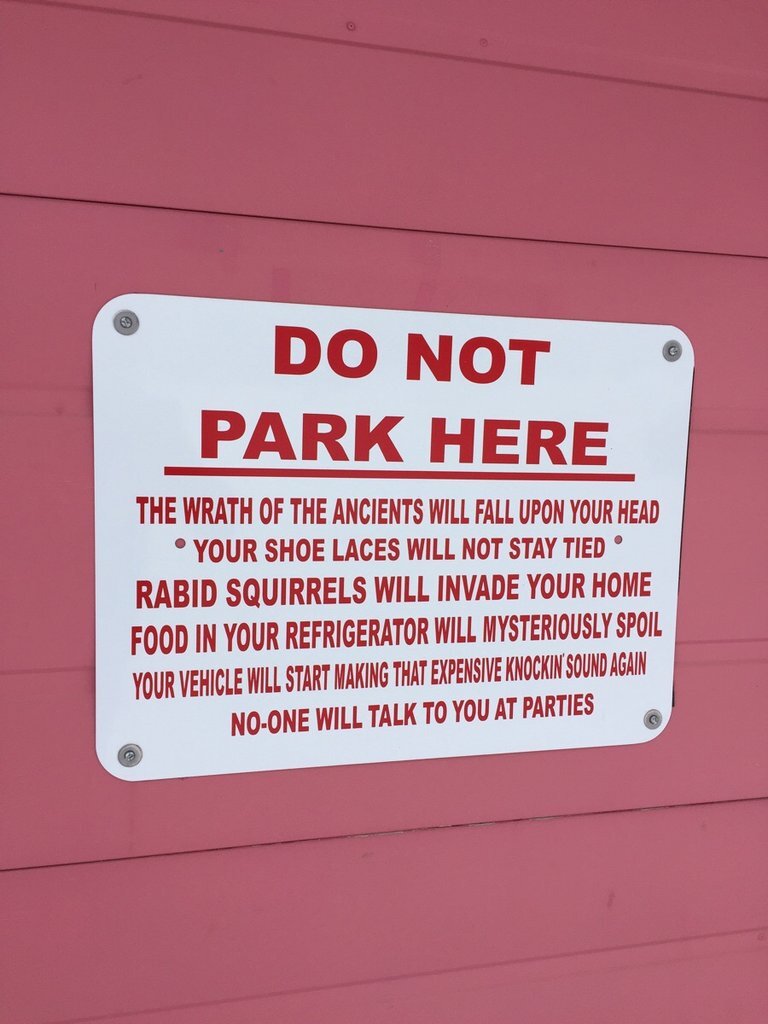 DO NOT
PARK HERE
THE WRATH OF THE ANCIENTS WILL FALL UPON YOUR HEAD
• YOUR SHOE LACES WILL NOT STAY TIED •
RABID SQUIRRELS WILL INVADE YOUR HOME
FOOD IN YOUR REFRIGERATOR WILL MYSTERIOUSLY SPOIL
YOUR VEHICLE WILL START MAKING THAT EXPENSIVE KNOCKIN' SOUND AGAIN
NO-ONE WILL TALK TO YOU AT PARTIES